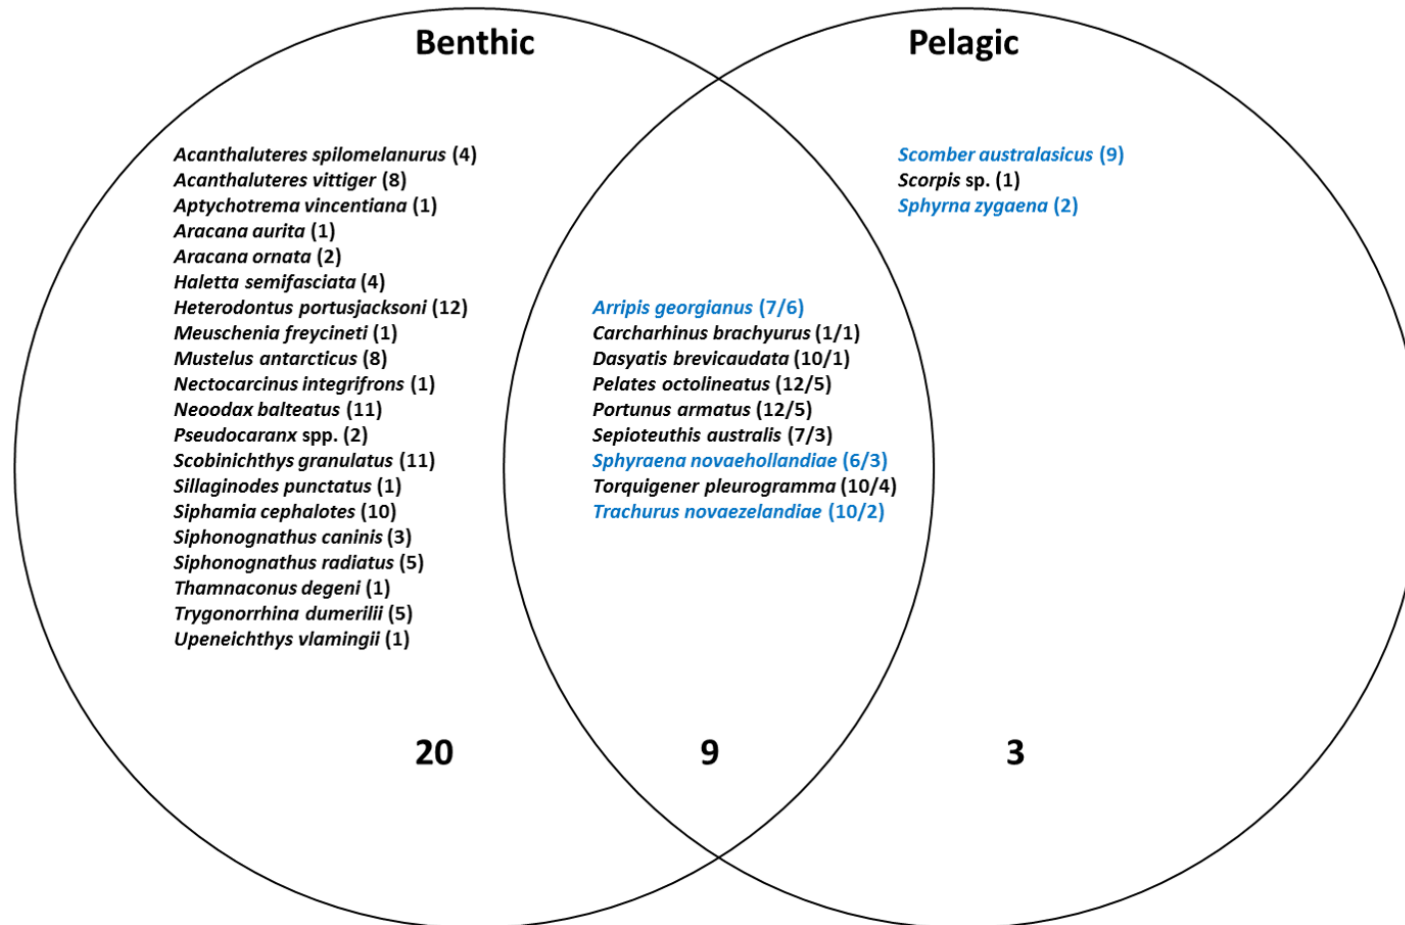 Benthic
Pelagic
Acanthaluteres spilomelanurus (4)
Acanthaluteres vittiger (8)
Aptychotrema vincentiana (1)
Aracana aurita (1)
Aracana ornata (2)
Haletta semifasciata (4)
Heterodontus portusjacksoni (12)
Meuschenia freycineti (1)
Mustelus antarcticus (8)
Nectocarcinus integrifrons (1)
Neoodax balteatus (11)
Pseudocaranx spp. (2)
Scobinichthys granulatus (11)
Sillaginodes punctatus (1)
Siphamia cephalotes (10)
Siphonognathus caninis (3)
Siphonognathus radiatus (5)
Thamnaconus degeni (1)
Trygonorrhina dumerilii (5)
Upeneichthys vlamingii (1)
Arripis georgianus (7/6)
Carcharhinus brachyurus (1/1)
Dasyatis brevicaudata (10/1)
Pelates octolineatus (12/5)
Portunus armatus (12/5)
Sepioteuthis australis (7/3)
Sphyraena novaehollandiae (6/3)
Torquigener pleurogramma (10/4)
Trachurus novaezelandiae (10/2)
Scomber australasicus (9)
Scorpis sp. (1)
Sphyrna zygaena (2)
20
9
3